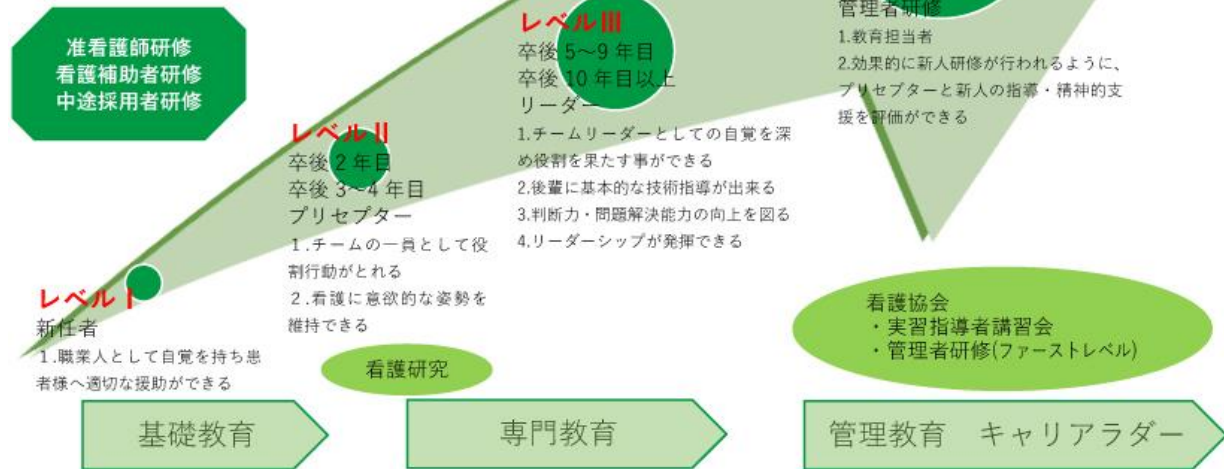 准看護師研修
看護補助者研修
中途採用者研修
レベルⅠ
新任者
１.職業人として自覚を持ち患
者様へ適切な援助ができる
レベルⅡ
卒後 2 年目
卒後 3～4 年目
プリセプター
１.チームの一員として役
割行動がとれる
２.看護に意欲的な姿勢を
維持できる
看護研究
レベルⅢ
卒後 5～9 年目
卒後 10 年目以上
リーダー
1.チームリーダーとしての自覚を深
め役割を果たす事ができる
2.後輩に基本的な技術指導が出来る
3.判断力・問題解決能力の向上を図る
4.リーダーシップが発揮できる
管理者研修
1.教育担当者
2.効果的に新人研修が行われるように、
プリセプターと新人の指導・精神的支
援を評価ができる
看護協会
・実習指導者講習会
・管理者研修(ファーストレベル)
基礎教育
専門教育
管理教育　キャリアラダー